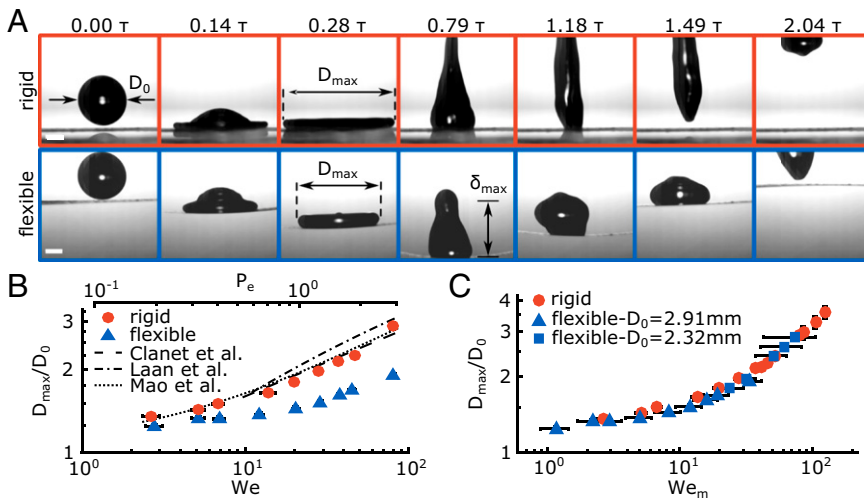 A
0.00 τ 0.14 τ 0.28 τ 0.79 τ 1.18 τ 1.49 τ 2.04 τ
rigid
D₀
Dmax
flexible
Dmax
δmax
B
10⁻¹ Pₑ 10⁰
3
2
1
Dmax/D₀
rigid
flexible
Clanet et al.
Laan et al.
Mao et al.
10⁰ 10¹ 10²
We
C
4
3
2
1
Dmax/D₀
rigid
flexible-D₀=2.91mm
flexible-D₀=2.32mm
10⁰ 10¹ 10²
Weₘ